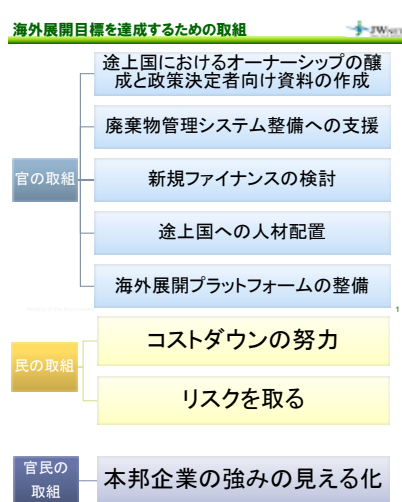 海外展開目標を達成するための取組
JWNET
途上国におけるオーナーシップの醸
成と政策決定者向け資料の作成
廃棄物管理システム整備への支援
官の取組
新規ファイナンスの検討
途上国への人材配置
海外展開プラットフォームの整備
1
コストダウンの努力
民の取組
リスクを取る
官民の
取組
本邦企業の強みの見える化